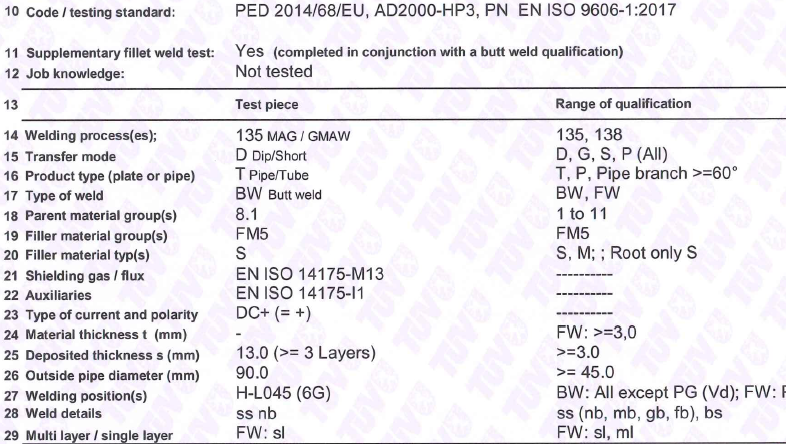 10 Code / testing standard: PED 2014/68/EU, AD2000-HP3, PN EN ISO 9606-1:2017
11 Supplementary fillet weld test: Yes (completed in conjunction with a butt weld qualification)
12 Job knowledge: Not tested
13 Test piece Range of qualification
14 Welding process(es); 135 MAG / GMAW 135, 138
15 Transfer mode D Dip/Short D, G, S, P (All)
16 Product type (plate or pipe) T Pipe/Tube T, P, Pipe branch >=60°
17 Type of weld BW Butt weld BW, FW
18 Parent material group(s) 8.1 1 to 11
19 Filler material group(s) FM5 FM5
20 Filler material typ(s) S S, M; ; Root only S
21 Shielding gas / flux EN ISO 14175-M13 ----------
22 Auxiliaries EN ISO 14175-I1 ----------
23 Type of current and polarity DC+ (= +) ----------
24 Material thickness t (mm) - FW: >=3,0
25 Deposited thickness s (mm) 13.0 (>= 3 Layers) >=3.0
26 Outside pipe diameter (mm) 90.0 >= 45.0
27 Welding position(s) H-L045 (6G) BW: All except PG (Vd); FW:
28 Weld details ss nb ss (nb, mb, gb, fb), bs
29 Multi layer / single layer FW: sl FW: sl, ml